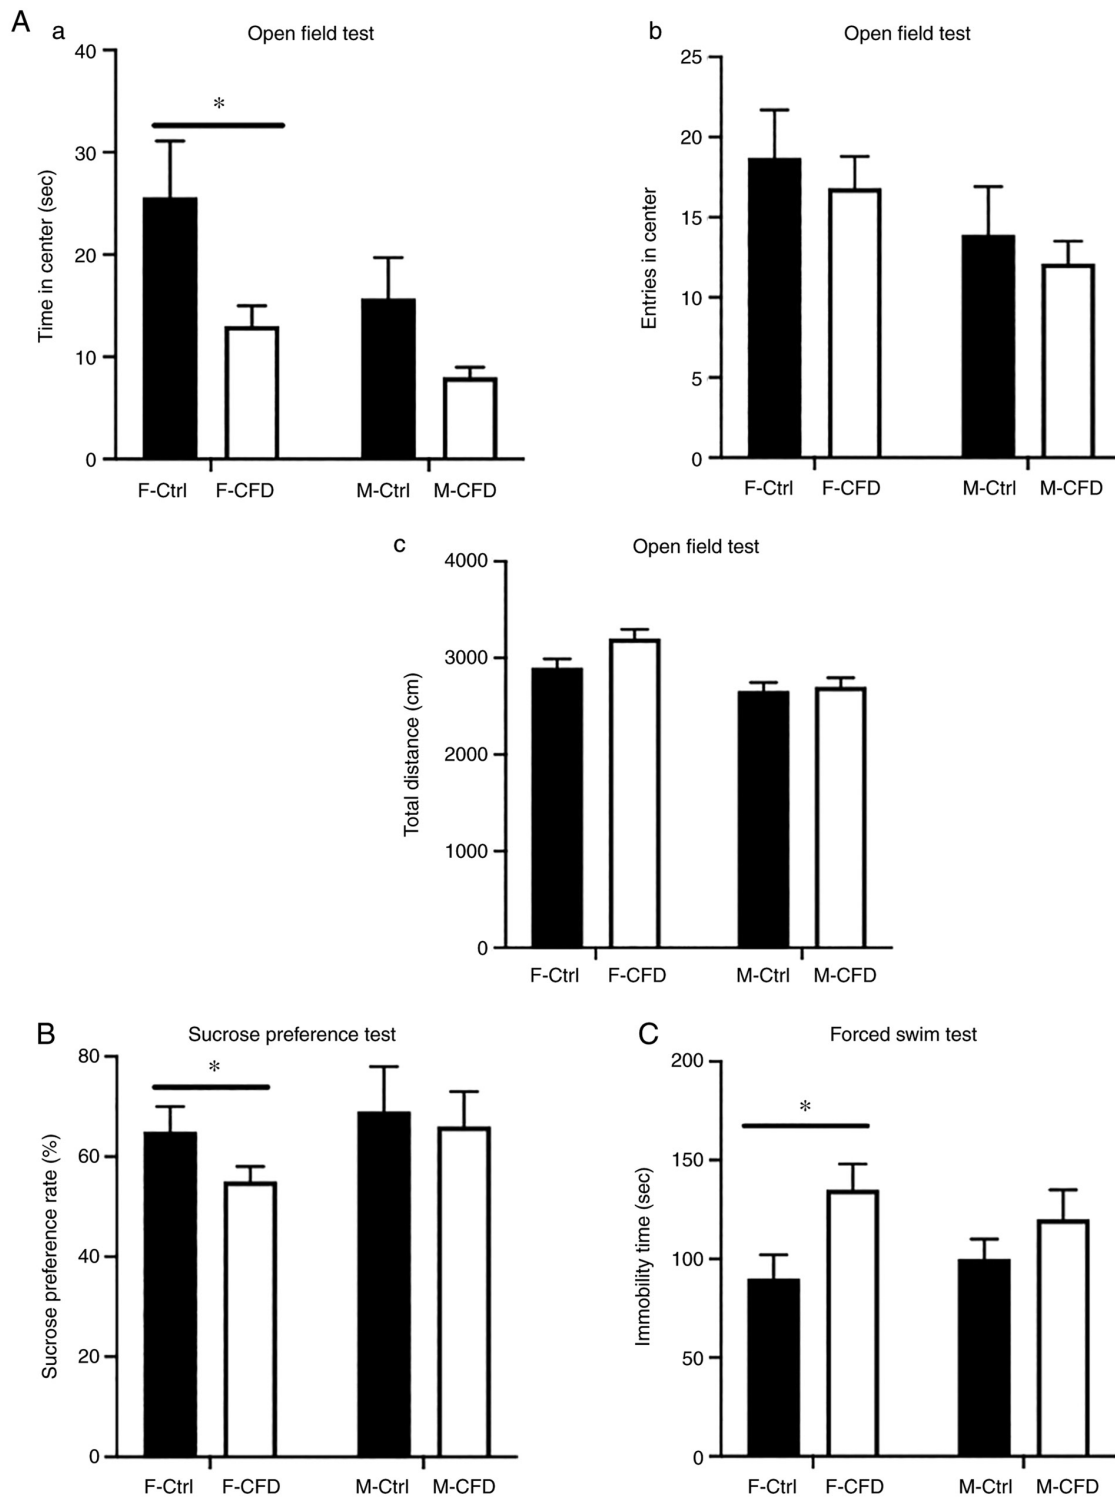 A
a
Open field test
40
30
20
10
0
Time in center (sec)
*
F-Ctrl
F-CFD
M-Ctrl
M-CFD
b
Open field test
25
20
15
10
5
0
Entries in center
F-Ctrl
F-CFD
M-Ctrl
M-CFD
c
Open field test
4000
3000
2000
1000
0
Total distance (cm)
F-Ctrl
F-CFD
M-Ctrl
M-CFD
B
Sucrose preference test
80
60
40
20
0
Sucrose preference rate (%)
*
F-Ctrl
F-CFD
M-Ctrl
M-CFD
C
Forced swim test
200
150
100
50
0
Immobility time (sec)
*
F-Ctrl
F-CFD
M-Ctrl
M-CFD